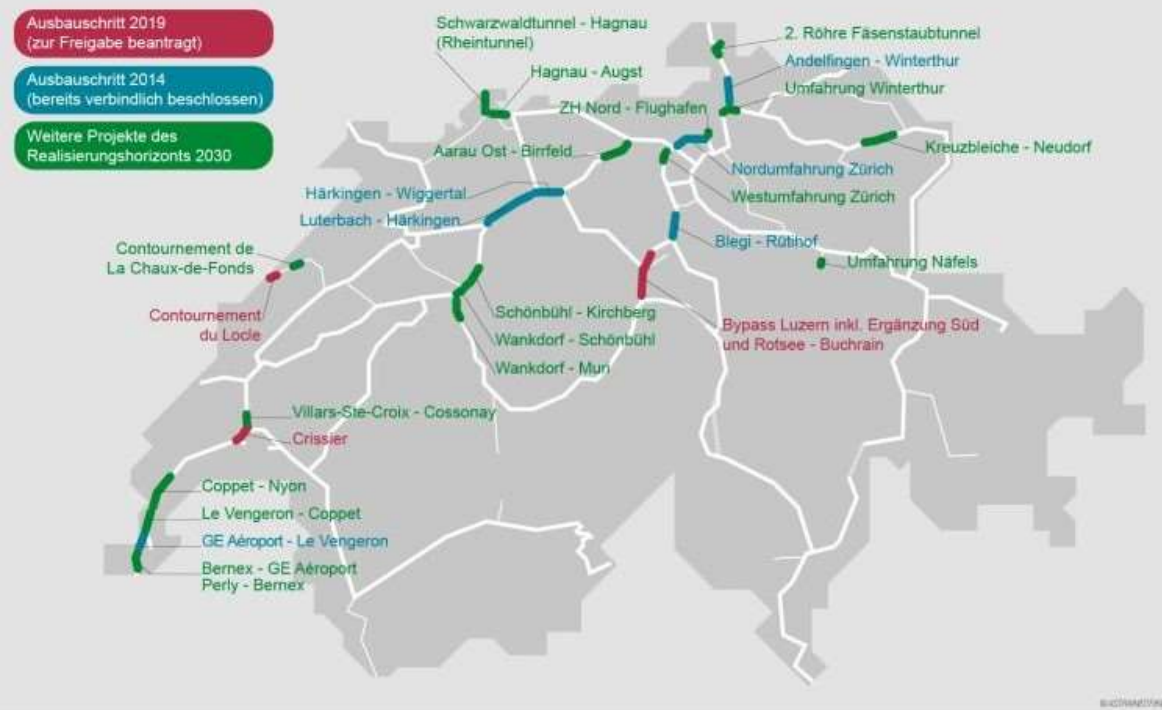 Ausbauschritt 2019
(zur Freigabe beantragt)
Ausbauschritt 2014
(bereits verbindlich beschlossen)
Weitere Projekte des
Realisierungshorizonts 2030
Schwarzwaldtunnel - Hagnau
(Rheintunnel)
Hagnau - Augst
ZH Nord - Flughafen
Aarau Ost - Birrfeld
Härkingen - Wiggertal
Luterbach - Härkingen
2. Röhre Fäsenstaubtunnel
Andelfingen - Winterthur
Umfahrung Winterthur
Kreuzbleiche - Neudorf
Nordumfahrung Zürich
Westumfahrung Zürich
Blegi - Rütihof
Umfahrung Näfels
Contournement de
La Chaux-de-Fonds
Contournement
du Locle
Schönbühl - Kirchberg
Wankdorf - Schönbühl
Wankdorf - Muri
Bypass Luzern inkl. Ergänzung Süd
und Rotsee - Buchrain
Villars-Ste-Croix - Cossonay
Crissier
Coppet - Nyon
Le Vengeron - Coppet
GE Aéroport - Le Vengeron
Bernex - GE Aéroport
Perly - Bernex